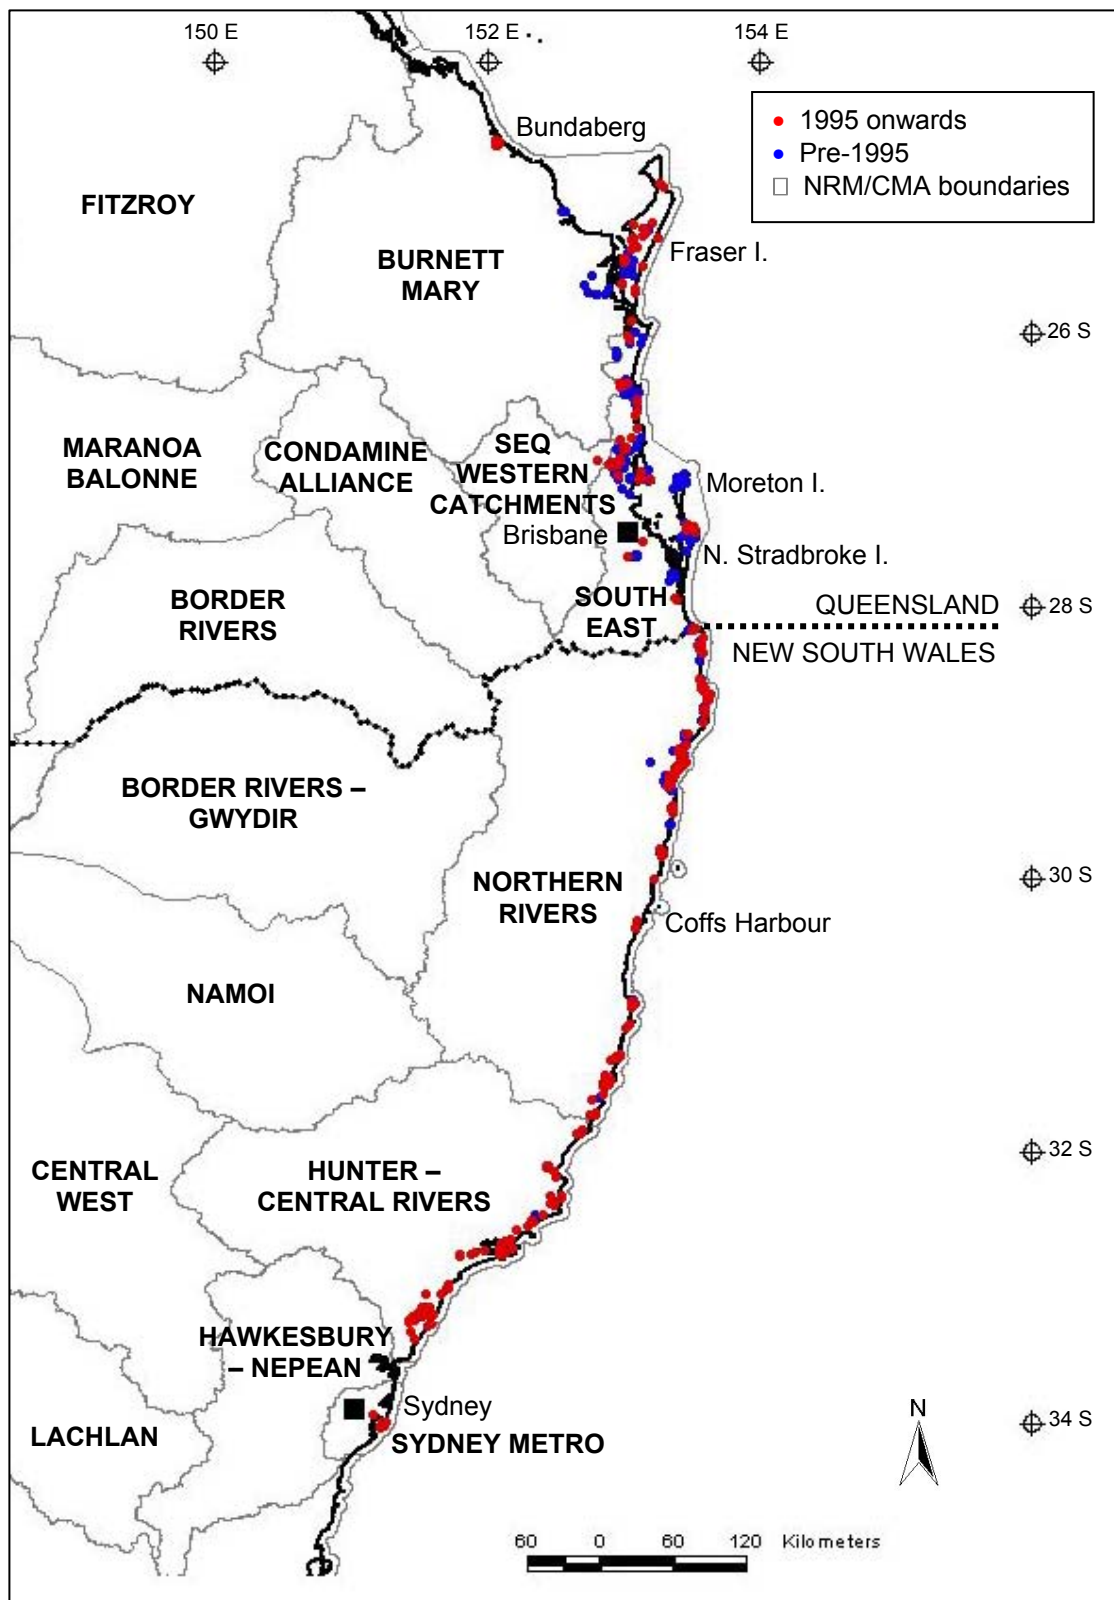 150 E
152 E
154 E
1995 onwards
Pre-1995
NRM/CMA boundaries
Bundaberg
FITZROY
BURNETT
MARY
Fraser I.
26 S
MARANOA
BALONNE
CONDAMINE
ALLIANCE
SEQ
WESTERN
CATCHMENTS
Moreton I.
Brisbane
N. Stradbroke I.
BORDER
RIVERS
SOUTH
EAST
QUEENSLAND
28 S
NEW SOUTH WALES
BORDER RIVERS –
GWYDIR
NORTHERN
RIVERS
30 S
Coffs Harbour
NAMOI
CENTRAL
WEST
HUNTER –
CENTRAL RIVERS
32 S
HAWKESBURY
– NEPEAN
Sydney
LACHLAN
SYDNEY METRO
N
34 S
60 0 60 120 Kilometers